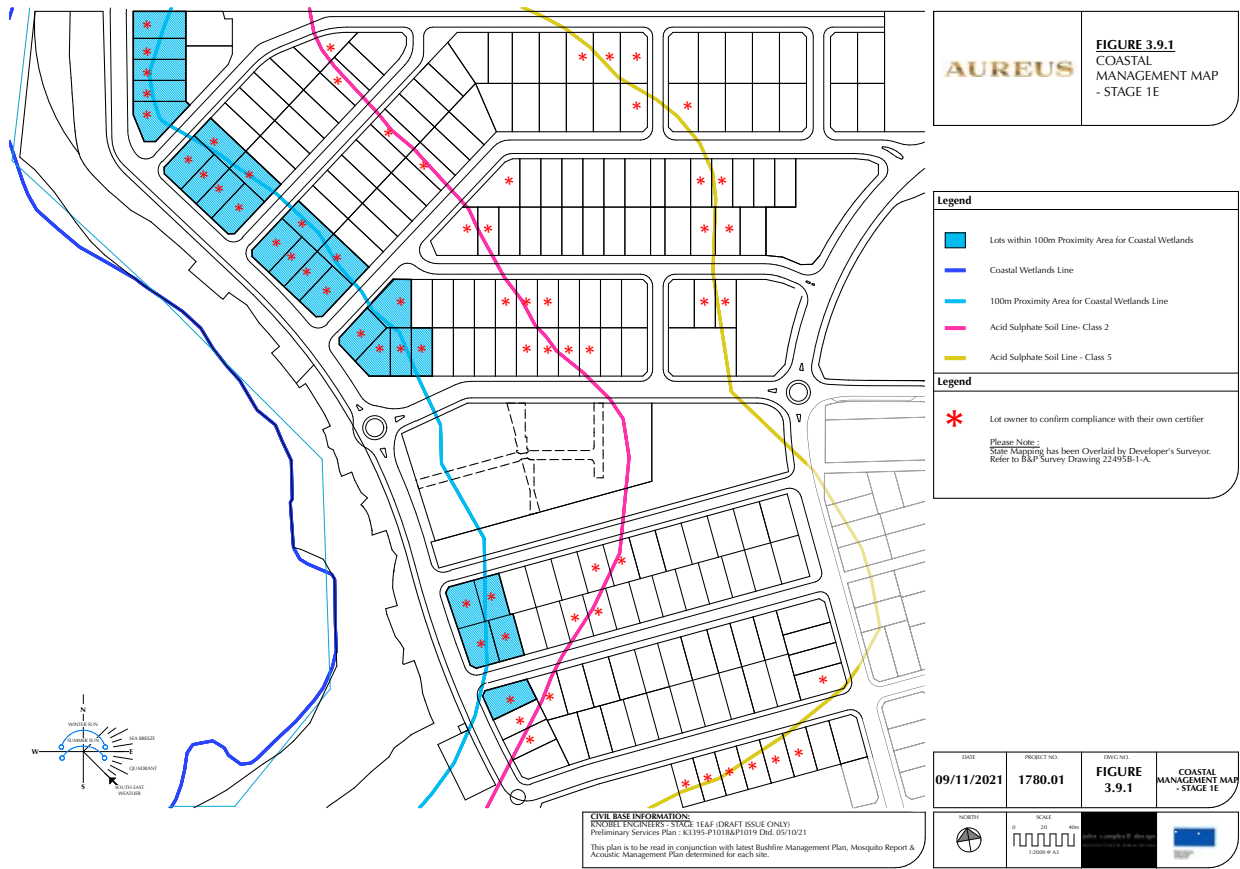 AUREUS
FIGURE 3.9.1
COASTAL
MANAGEMENT MAP
- STAGE 1E
Legend
Lots within 100m Proximity Area for Coastal Wetlands
Coastal Wetlands Line
100m Proximity Area for Coastal Wetlands Line
Acid Sulphate Soil Line- Class 2
Acid Sulphate Soil Line - Class 5
Legend
* Lot owner to confirm compliance with their own certifier
Please Note :
State Mapping has been Overlaid by Developer's Surveyor.
Refer to B&P Survey Drawing 22495B-1-A.
N
WINTER SUN
SUMMER SUN
SEA BREEZE
W
E
QUADRANT
S
SOUTH EAST
WEATHER
DATE
09/11/2021
PROJECT NO.
1780.01
DWG NO.
FIGURE
3.9.1
COASTAL
MANAGEMENT MAP
- STAGE 1E
NORTH
SCALE
0 20 40m
1:2000 @ A3
CIVIL BASE INFORMATION:
KNOBEL ENGINEERS - STAGE 1E&F (DRAFT ISSUE ONLY)
Preliminary Services Plan : K3395-P1018&P1019 Dtd. 05/10/21
This plan is to be read in conjunction with latest Bushfire Management Plan, Mosquito Report &
Acoustic Management Plan determined for each site.